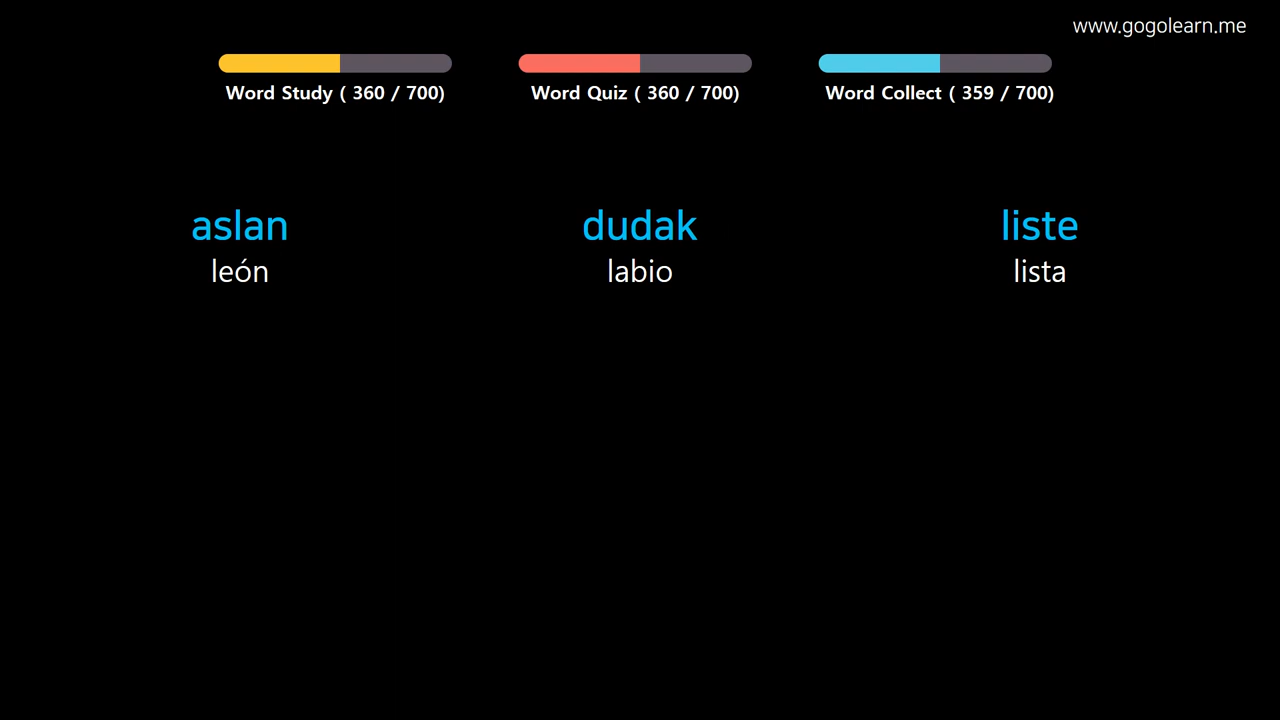 www.gogolearn.me
Word Study ( 360 / 700)
Word Quiz ( 360 / 700)
Word Collect ( 359 / 700)
aslan
león
dudak
labio
liste
lista